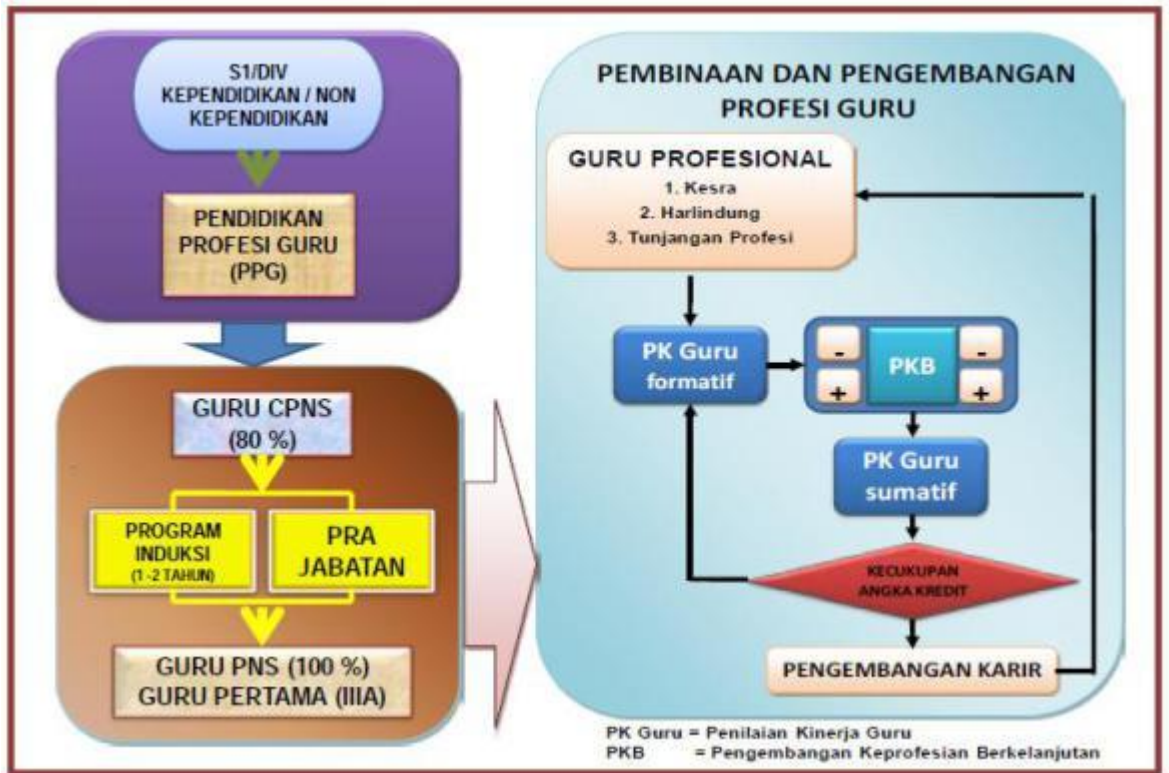 S1/DIV
KEPENDIDIKAN / NON
KEPENDIDIKAN
PENDIDIKAN
PROFESI GURU
(PPG)
GURU CPNS
(80 %)
PROGRAM
INDUKSI
(1 -2 TAHUN)
PRA
JABATAN
GURU PNS (100 %)
GURU PERTAMA (IIIA)
PEMBINAAN DAN PENGEMBANGAN
PROFESI GURU
GURU PROFESIONAL
1. Kesra
2. Harlindung
3. Tunjangan Profesi
PK Guru
formatif
- PKB -
+ +
PK Guru
sumatif
KECUKUPAN
ANGKA KREDIT
PENGEMBANGAN KARIR
PK Guru = Penilaian Kinerja Guru
PKB = Pengembangan Keprofesian Berkelanjutan